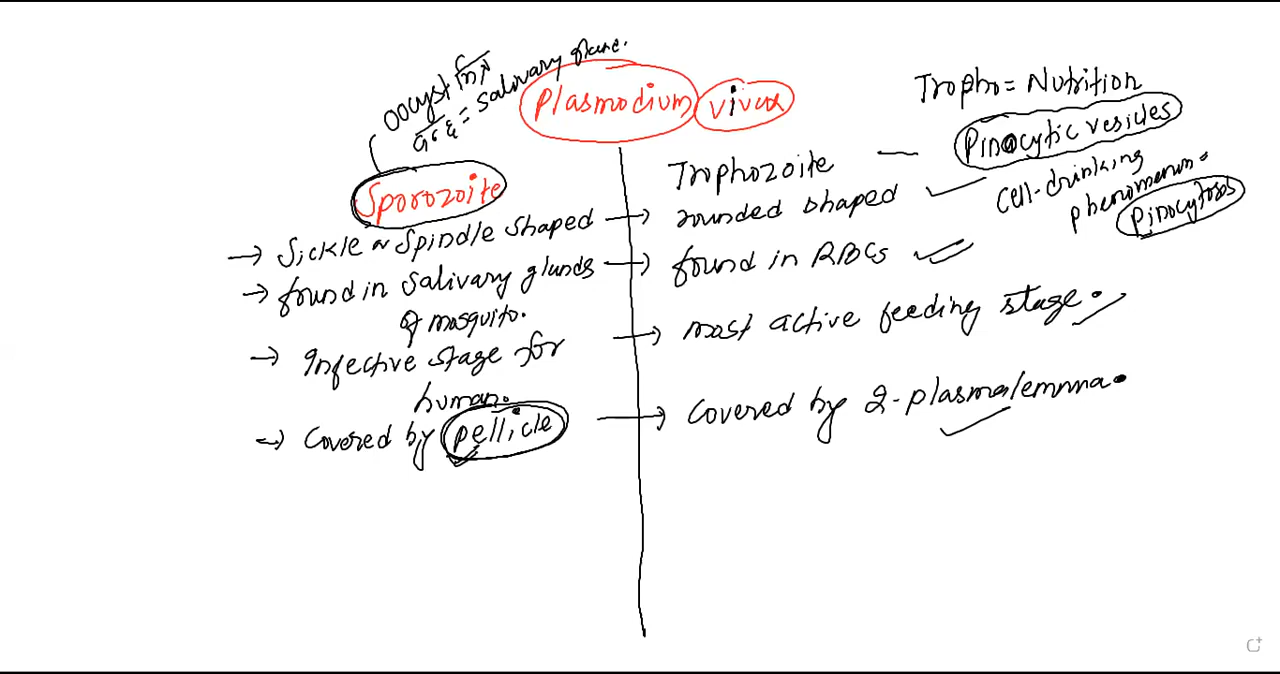 Oocyst
= Salivary
Plasmodium vivax
Tropho = Nutrition
Pinocytic vesicles
Cell-drinking
phenomenon =
Pinocytosis
Sporozoite
→ Sickle or Spindle shaped
→ found in salivary glands
of mosquito.
→ Infective stage for
human.
→ Covered by pellicle
Trophozoite —
→ rounded shaped
→ found in RBCs
→ most active feeding stage.
→ Covered by 2-plasmalemma.